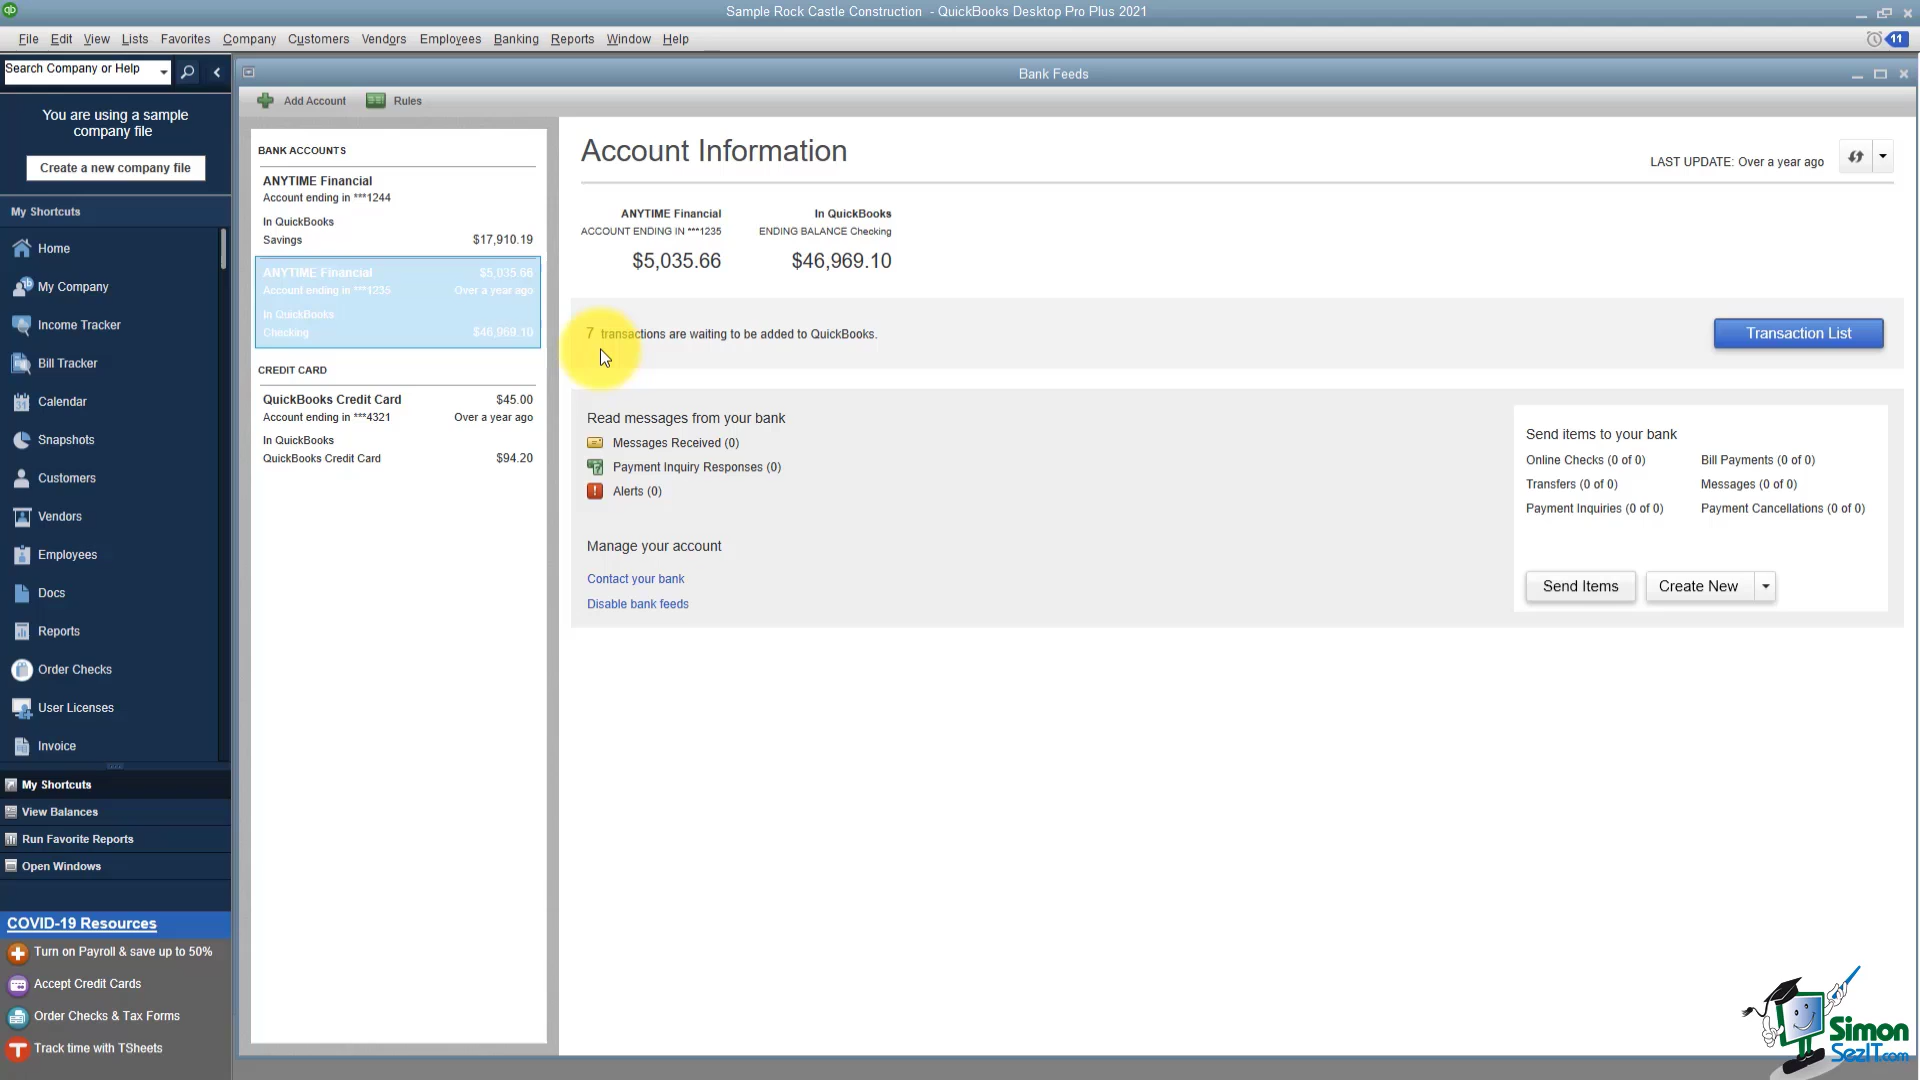 Sample Rock Castle Construction - QuickBooks Desktop Pro Plus 2021
File Edit View Lists Favorites Company Customers Vendors Employees Banking Reports Window Help
11
Search Company or Help
You are using a sample
company file
Create a new company file
My Shortcuts
Home
My Company
Income Tracker
Bill Tracker
Calendar
Snapshots
Customers
Vendors
Employees
Docs
Reports
Order Checks
User Licenses
Invoice
My Shortcuts
View Balances
Run Favorite Reports
Open Windows
COVID-19 Resources
Turn on Payroll & save up to 50%
Accept Credit Cards
Order Checks & Tax Forms
Track time with TSheets
Bank Feeds
Add Account Rules
BANK ACCOUNTS
ANYTIME Financial
Account ending in ***1244
In QuickBooks
Savings $17,910.19
ANYTIME Financial $5,035.66
Account ending in ***1235 Over a year ago
In QuickBooks
Checking $46,969.10
CREDIT CARD
QuickBooks Credit Card $45.00
Account ending in ***4321 Over a year ago
In QuickBooks
QuickBooks Credit Card $94.20
Account Information
LAST UPDATE: Over a year ago
ANYTIME Financial In QuickBooks
ACCOUNT ENDING IN ***1235 ENDING BALANCE Checking
$5,035.66 $46,969.10
7 transactions are waiting to be added to QuickBooks.
Transaction List
Read messages from your bank
Messages Received (0)
Payment Inquiry Responses (0)
Alerts (0)
Manage your account
Contact your bank
Disable bank feeds
Send items to your bank
Online Checks (0 of 0) Bill Payments (0 of 0)
Transfers (0 of 0) Messages (0 of 0)
Payment Inquiries (0 of 0) Payment Cancellations (0 of 0)
Send Items Create New
Simon
SezIT.com